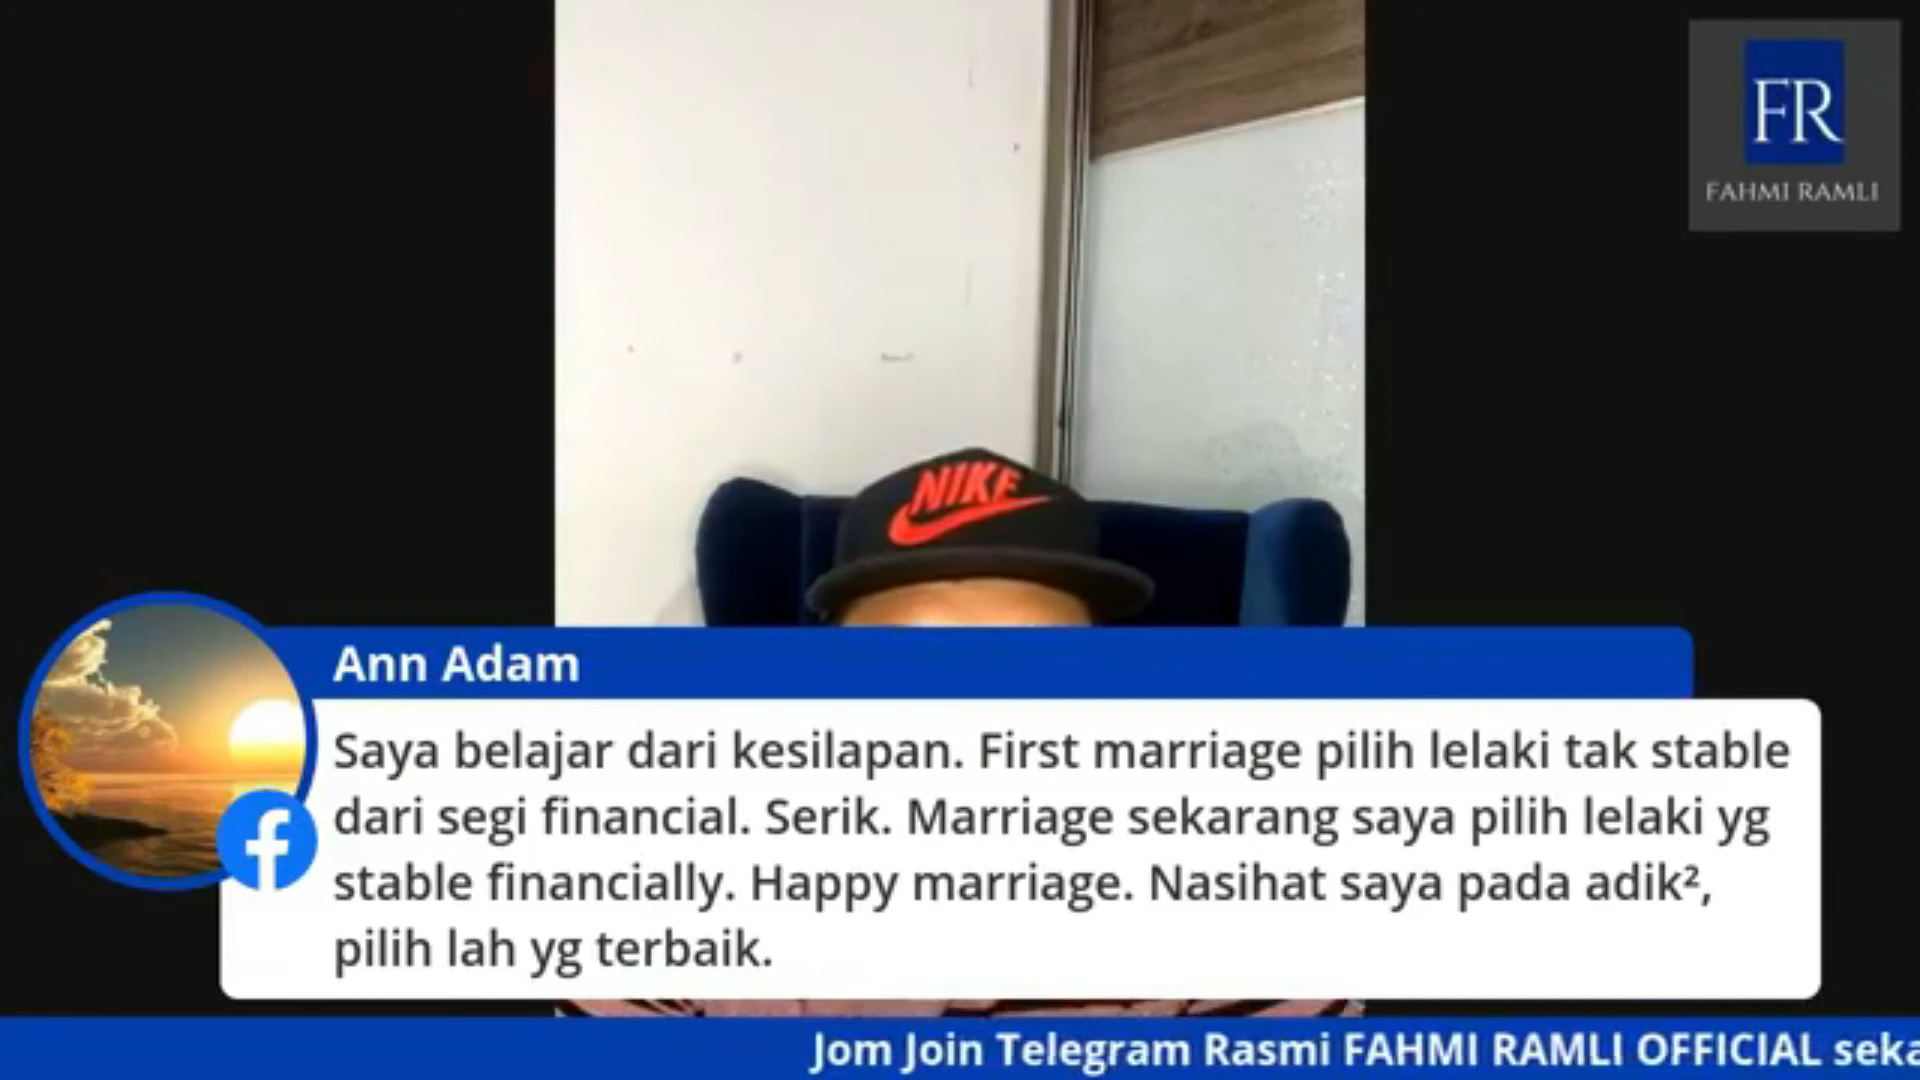 FR
FAHMI RAMLI
NIKE
Ann Adam
Saya belajar dari kesilapan. First marriage pilih lelaki tak stable
dari segi financial. Serik. Marriage sekarang saya pilih lelaki yg
stable financially. Happy marriage. Nasihat saya pada adik²,
pilih lah yg terbaik.
Jom Join Telegram Rasmi FAHMI RAMLI OFFICIAL seka